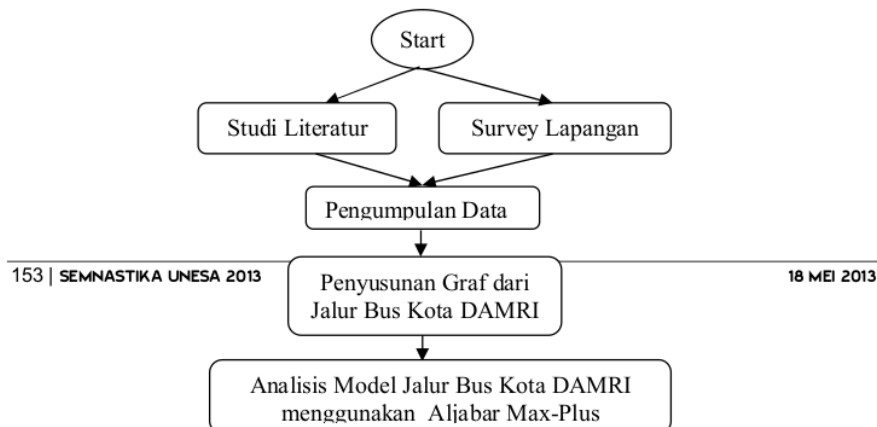 Start
Studi Literatur
Survey Lapangan
Pengumpulan Data
153 | SEMNASTIKA UNESA 2013
18 MEI 2013
Penyusunan Graf dari
Jalur Bus Kota DAMRI
Analisis Model Jalur Bus Kota DAMRI
menggunakan Aljabar Max-Plus